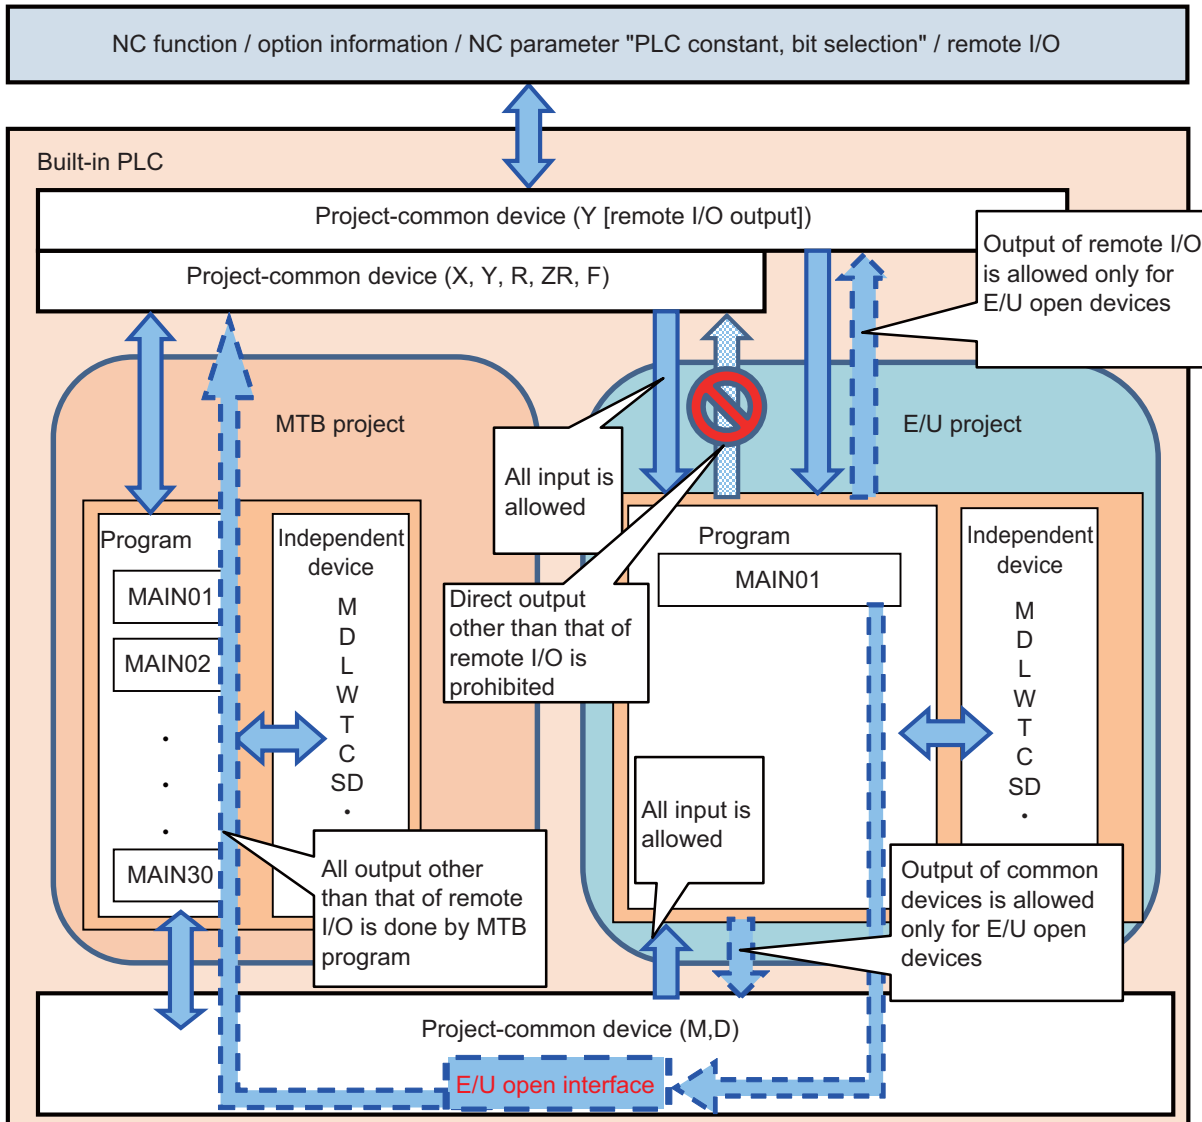 NC function / option information / NC parameter "PLC constant, bit selection" / remote I/O
Built-in PLC
Project-common device (Y [remote I/O output])
Project-common device (X, Y, R, ZR, F)
Output of remote I/O
is allowed only for
E/U open devices
MTB project
E/U project
All input is
allowed
Direct output
other than that of
remote I/O is
prohibited
Program
MAIN01
MAIN02
.
.
.
MAIN30
Independent
device
M
D
L
W
T
C
SD
.
All output other
than that of remote
I/O is done by MTB
program
Program
MAIN01
Independent
device
M
D
L
W
T
C
SD
.
All input is
allowed
Output of common
devices is allowed
only for E/U open
devices
Project-common device (M,D)
E/U open interface